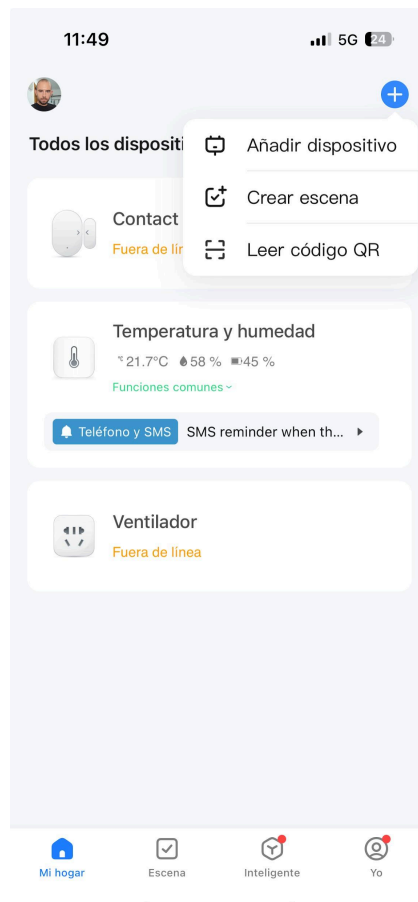 11:49
5G 24
Todos los dispositi
Añadir dispositivo
Crear escena
Leer código QR
Contact
Fuera de lín
Temperatura y humedad
℃ 21.7°C 58 % 45 %
Funciones comunes
Teléfono y SMS SMS reminder when th...
Ventilador
Fuera de línea
Mi hogar Escena Inteligente Yo